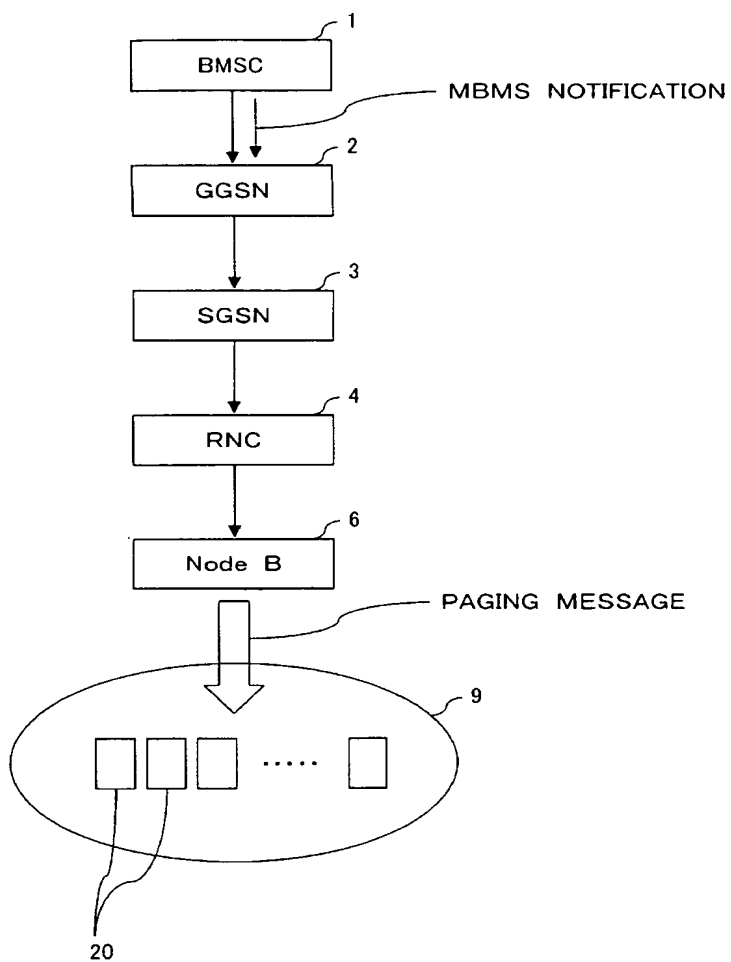 1
BMSC
MBMS NOTIFICATION
2
GGSN
3
SGSN
4
RNC
6
Node B
PAGING MESSAGE
9
.....
20